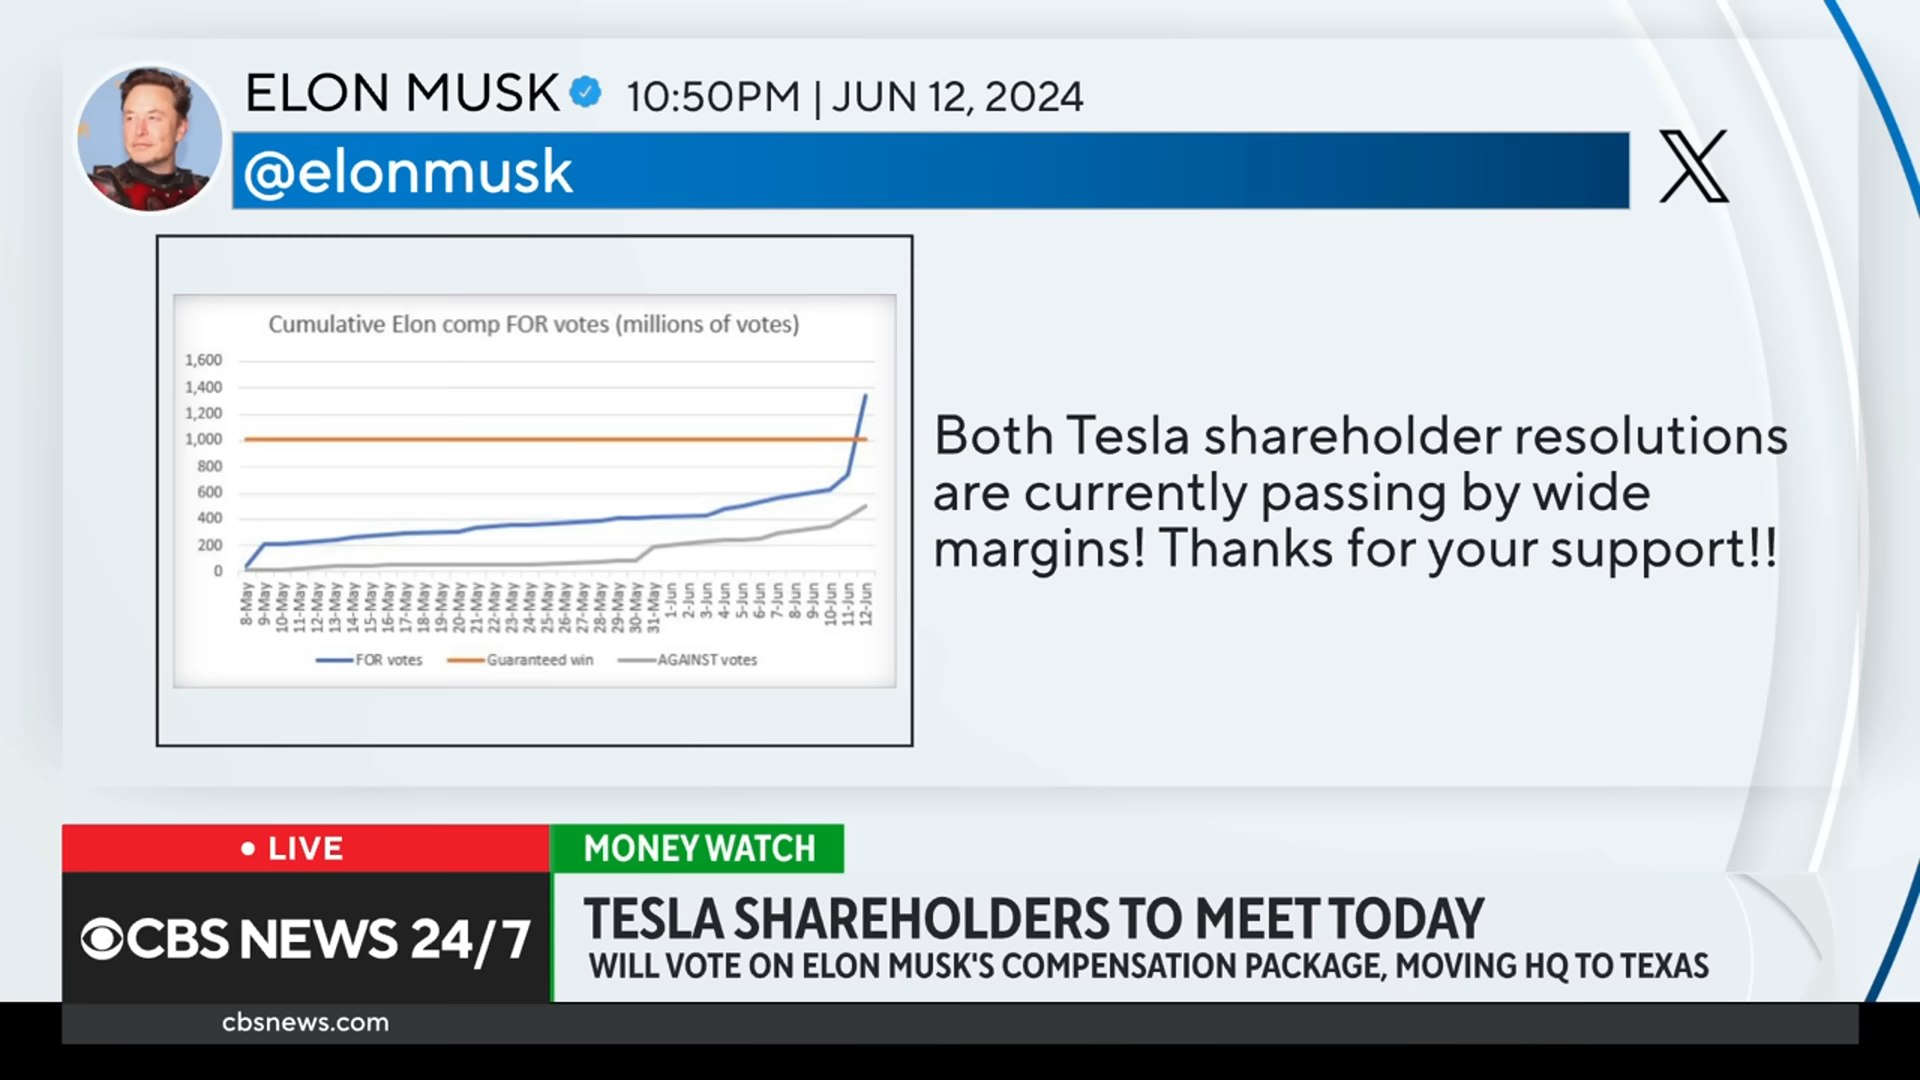 ELON MUSK 10:50PM | JUN 12, 2024
@elonmusk
Cumulative Elon comp FOR votes (millions of votes)
1,600
1,400
1,200
1,000
800
600
400
200
0
8-May 9-May 10-May 11-May 12-May 13-May 14-May 15-May 16-May 17-May 18-May 19-May 20-May 21-May 22-May 23-May 24-May 25-May 26-May 27-May 28-May 29-May 30-May 31-May 1-Jun 2-Jun 3-Jun 4-Jun 5-Jun 6-Jun 7-Jun 8-Jun 9-Jun 10-Jun 11-Jun 12-Jun
FOR votes Guaranteed win AGAINST votes
Both Tesla shareholder resolutions
are currently passing by wide
margins! Thanks for your support!!
LIVE
CBS NEWS 24/7
MONEY WATCH
TESLA SHAREHOLDERS TO MEET TODAY
WILL VOTE ON ELON MUSK'S COMPENSATION PACKAGE, MOVING HQ TO TEXAS
cbsnews.com